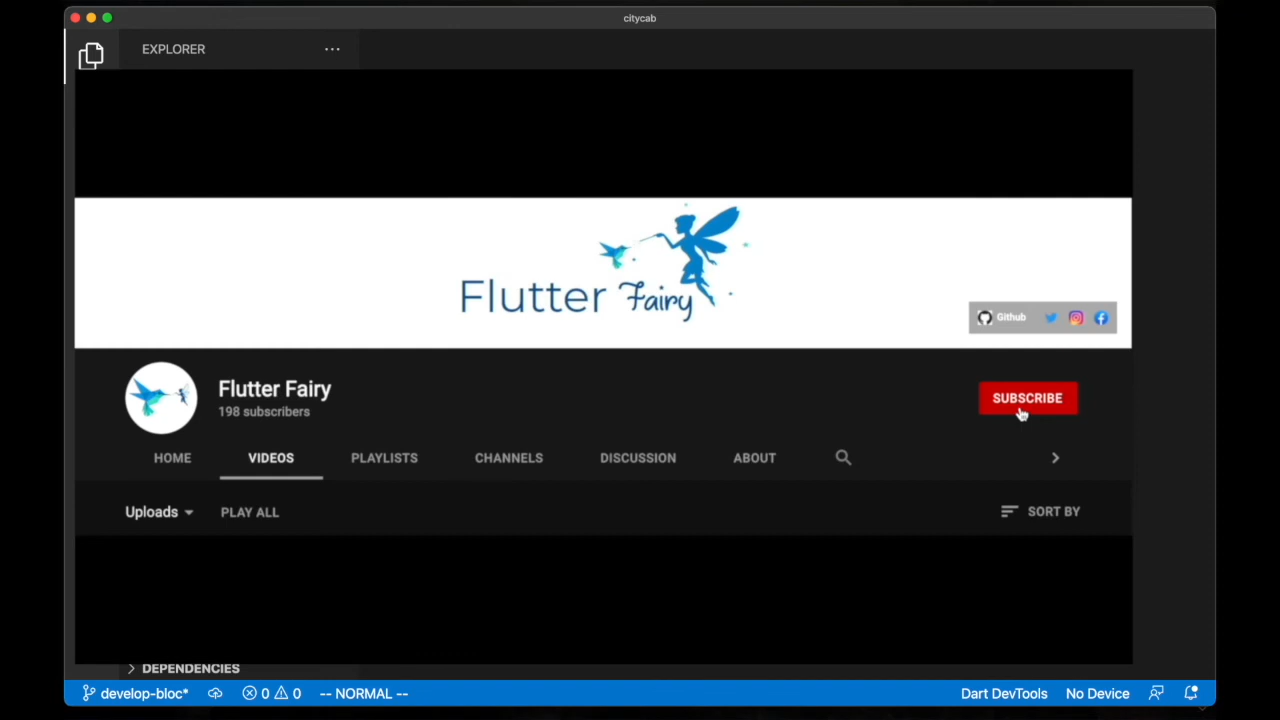 citycab
EXPLORER
Flutter Fairy
Github
Flutter Fairy
198 subscribers
SUBSCRIBE
HOME VIDEOS PLAYLISTS CHANNELS DISCUSSION ABOUT
Uploads PLAY ALL SORT BY
DEPENDENCIES
develop-bloc* 0 0 -- NORMAL -- Dart DevTools No Device